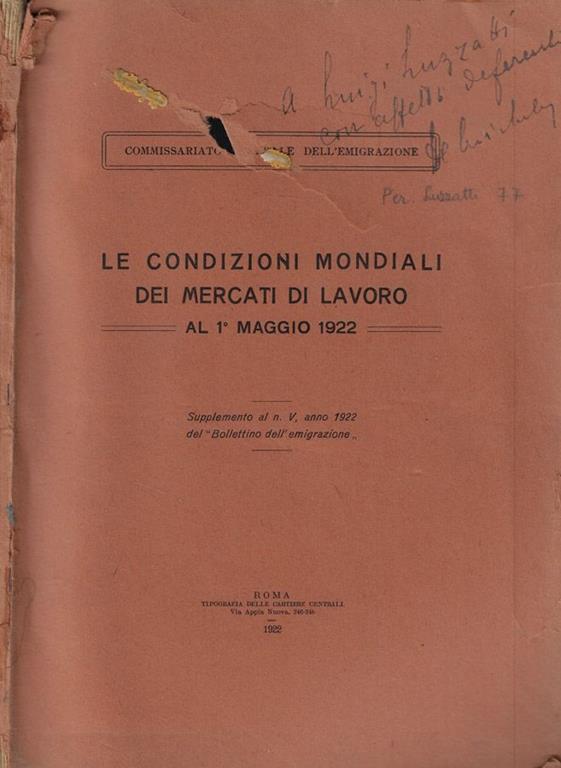 A Luigi Luzzatti
con affetto deferente
COMMISSARIATO DELL'EMIGRAZIONE
Per. Luzzatti 77
LE CONDIZIONI MONDIALI
DEI MERCATI DI LAVORO
AL 1° MAGGIO 1922
Supplemento al n. V, anno 1922
del "Bollettino dell'emigrazione„
ROMA
TIPOGRAFIA DELLE CARTIERE CENTRALI
Via Appia Nuova, 246-248
1922